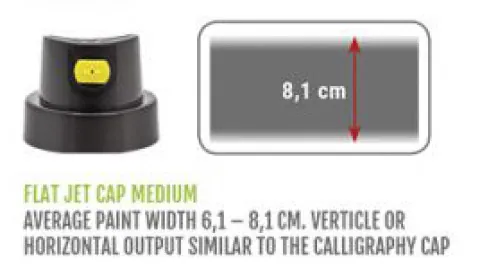 8,1 cm
FLAT JET CAP MEDIUM
AVERAGE PAINT WIDTH 6,1 – 8,1 CM. VERTICLE OR
HORIZONTAL OUTPUT SIMILAR TO THE CALLIGRAPHY CAP